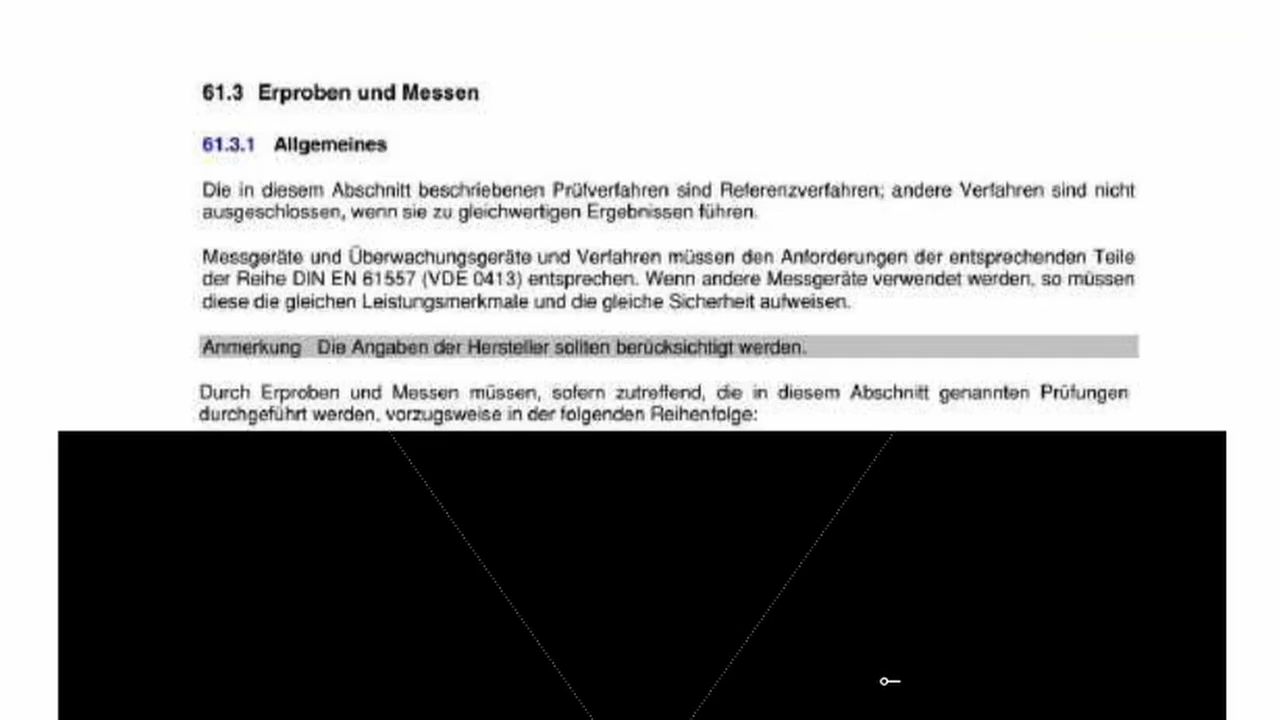 61.3 Erproben und Messen
61.3.1 Allgemeines
Die in diesem Abschnitt beschriebenen Prüfverfahren sind Referenzverfahren; andere Verfahren sind nicht
ausgeschlossen, wenn sie zu gleichwertigen Ergebnissen führen.
Messgeräte und Überwachungsgeräte und Verfahren müssen den Anforderungen der entsprechenden Teile
der Reihe DIN EN 61557 (VDE 0413) entsprechen. Wenn andere Messgeräte verwendet werden, so müssen
diese die gleichen Leistungsmerkmale und die gleiche Sicherheit aufweisen.
Anmerkung Die Angaben der Hersteller sollten berücksichtigt werden.
Durch Erproben und Messen müssen, sofern zutreffend, die in diesem Abschnitt genannten Prüfungen
durchgeführt werden, vorzugsweise in der folgenden Reihenfolge: